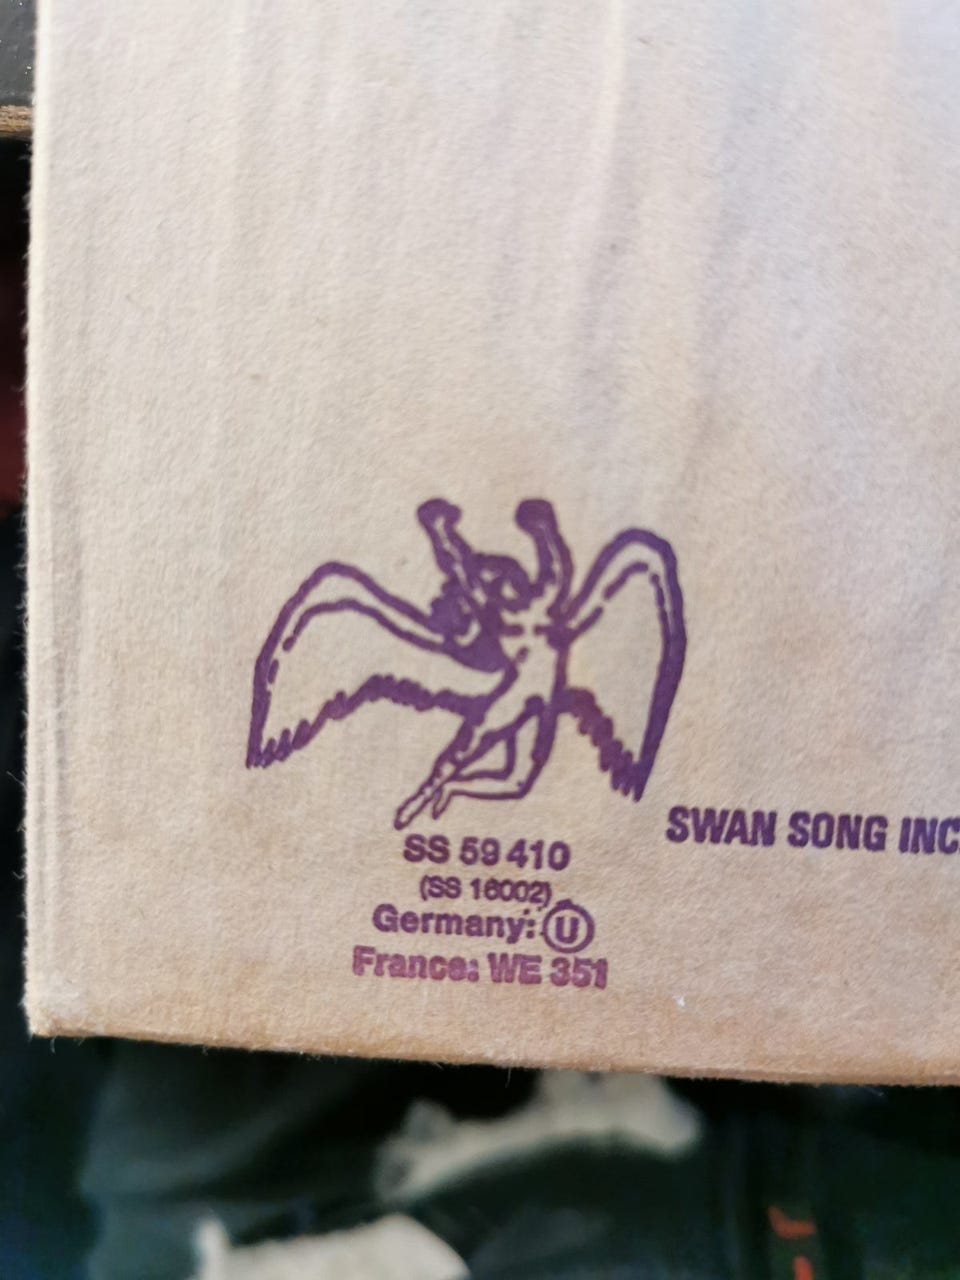 SWAN SONG INC
SS 59 410
(SS 16002)
Germany: U
France: WE 351